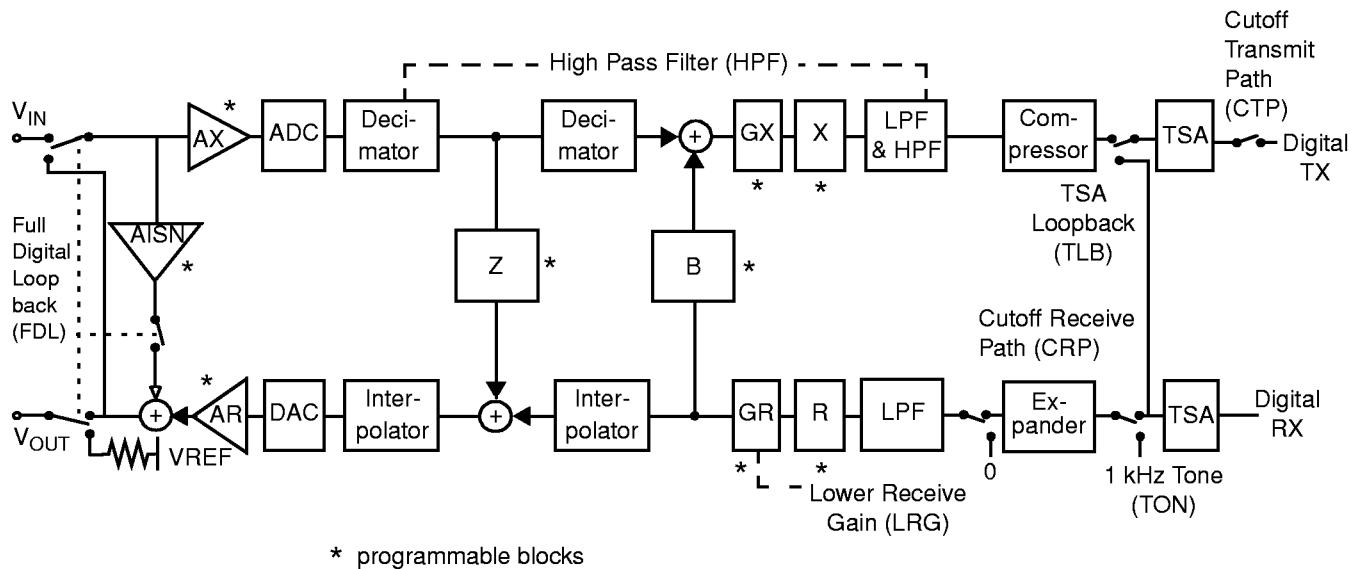 Cutoff
Transmit
Path
(CTP)
High Pass Filter (HPF)
VIN
*
AX
ADC
Deci-
mator
Deci-
mator
+
GX
X
LPF
& HPF
Com-
pressor
TSA
Digital
TX
*
*
TSA
Loopback
(TLB)
Full
Digital
Loop
back
(FDL)
AISN
*
Z
*
B
*
Cutoff Receive
Path (CRP)
VOUT
+
*
AR
DAC
Inter-
polator
+
Inter-
polator
GR
R
LPF
Ex-
pander
TSA
Digital
RX
VREF
*
*
0
1 kHz Tone
(TON)
Lower Receive
Gain (LRG)
* programmable blocks